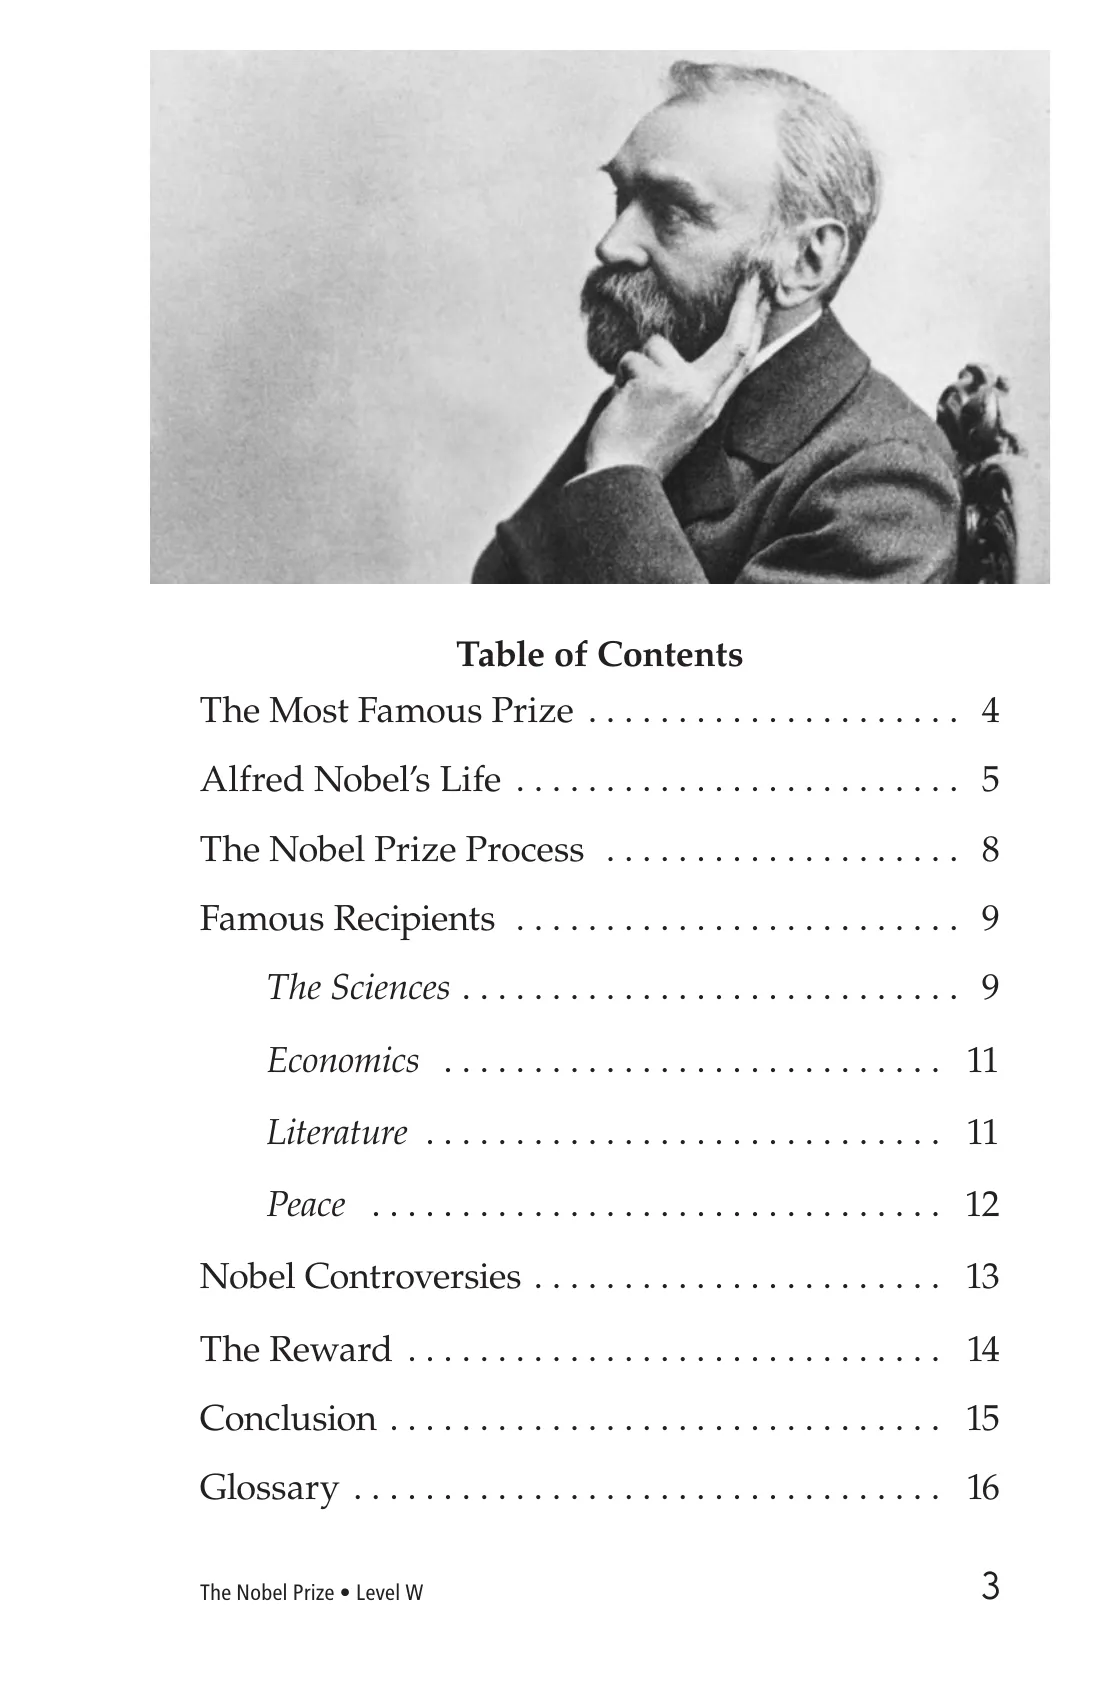 Table of Contents
The Most Famous Prize . . . . . . . . . . . . . . . . . . . . . 4
Alfred Nobel’s Life . . . . . . . . . . . . . . . . . . . . . . . . . 5
The Nobel Prize Process . . . . . . . . . . . . . . . . . . . . 8
Famous Recipients . . . . . . . . . . . . . . . . . . . . . . . . . 9
The Sciences . . . . . . . . . . . . . . . . . . . . . . . . . . . . 9
Economics . . . . . . . . . . . . . . . . . . . . . . . . . . . . 11
Literature . . . . . . . . . . . . . . . . . . . . . . . . . . . . . 11
Peace . . . . . . . . . . . . . . . . . . . . . . . . . . . . . . . . 12
Nobel Controversies . . . . . . . . . . . . . . . . . . . . . . . 13
The Reward . . . . . . . . . . . . . . . . . . . . . . . . . . . . . . 14
Conclusion . . . . . . . . . . . . . . . . . . . . . . . . . . . . . . . 15
Glossary . . . . . . . . . . . . . . . . . . . . . . . . . . . . . . . . . 16
The Nobel Prize • Level W 3